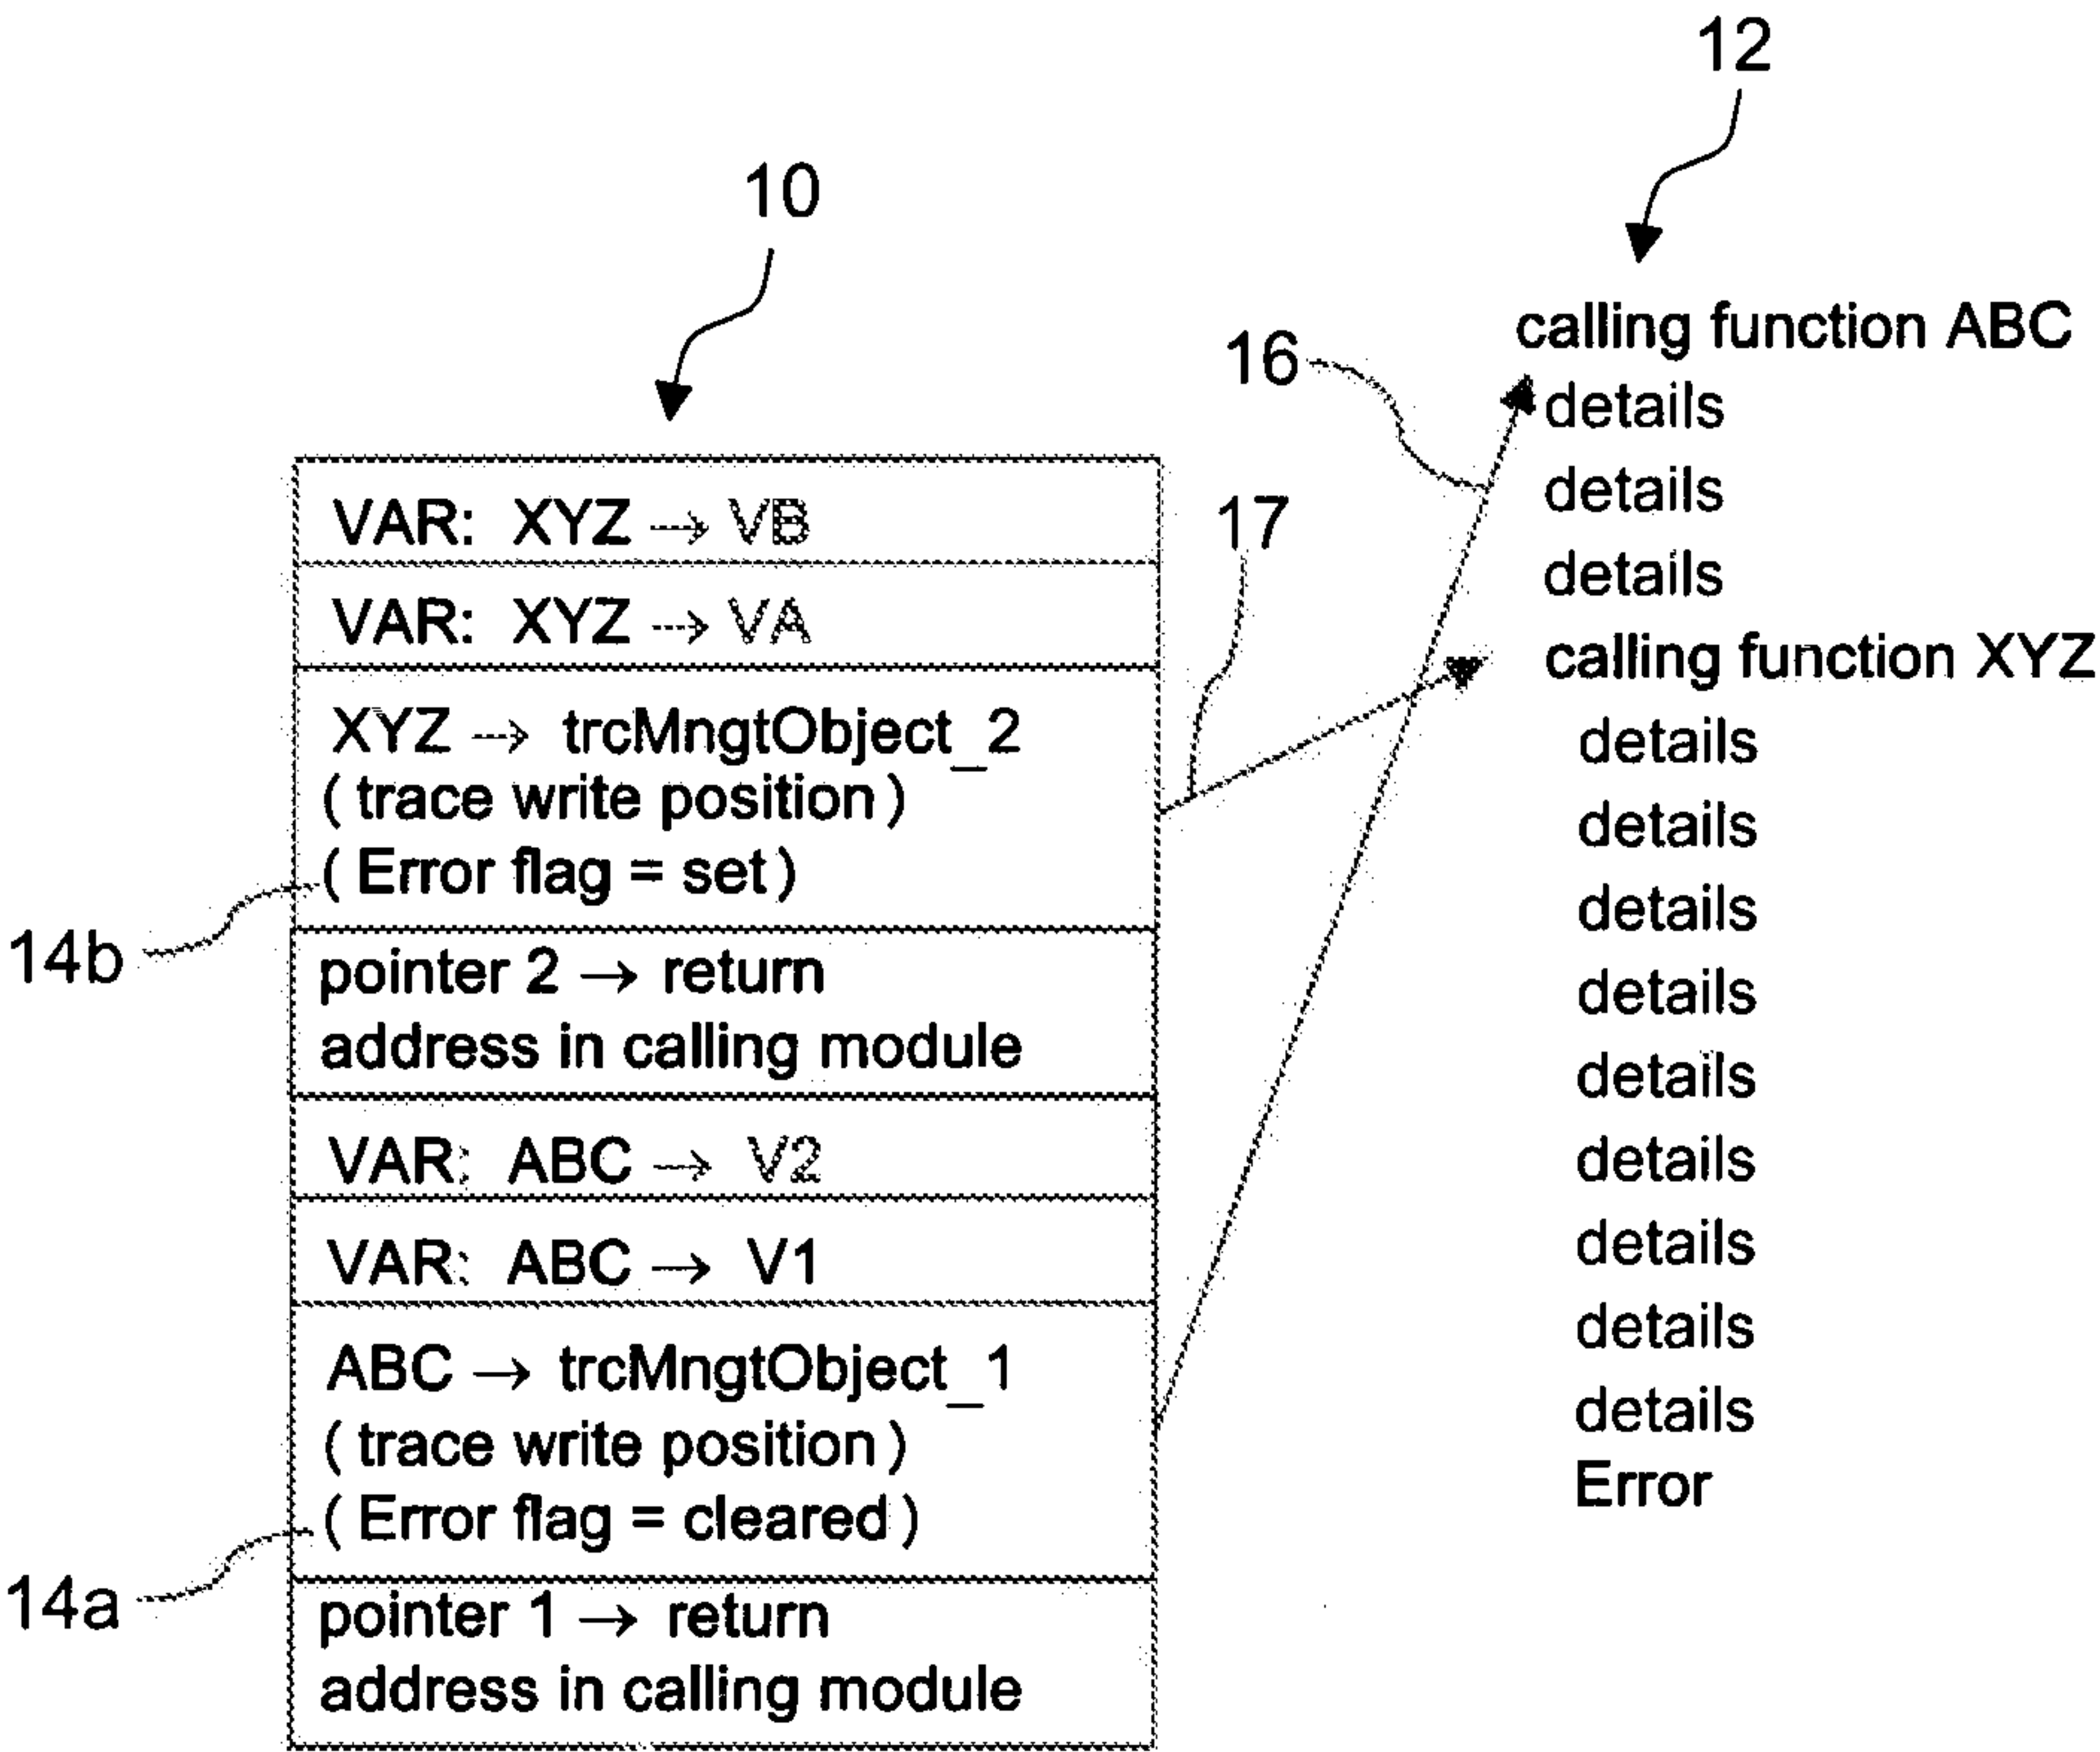 12
10
calling function ABC
16
details
details
VAR: XYZ → VB
17
details
VAR: XYZ → VA
calling function XYZ
XYZ → trcMngtObject_2
details
( trace write position )
details
( Error flag = set )
details
14b
pointer 2 → return
details
address in calling module
details
VAR: ABC → V2
details
VAR: ABC → V1
details
ABC → trcMngtObject_1
details
( trace write position )
details
( Error flag = cleared )
Error
14a
pointer 1 → return
address in calling module